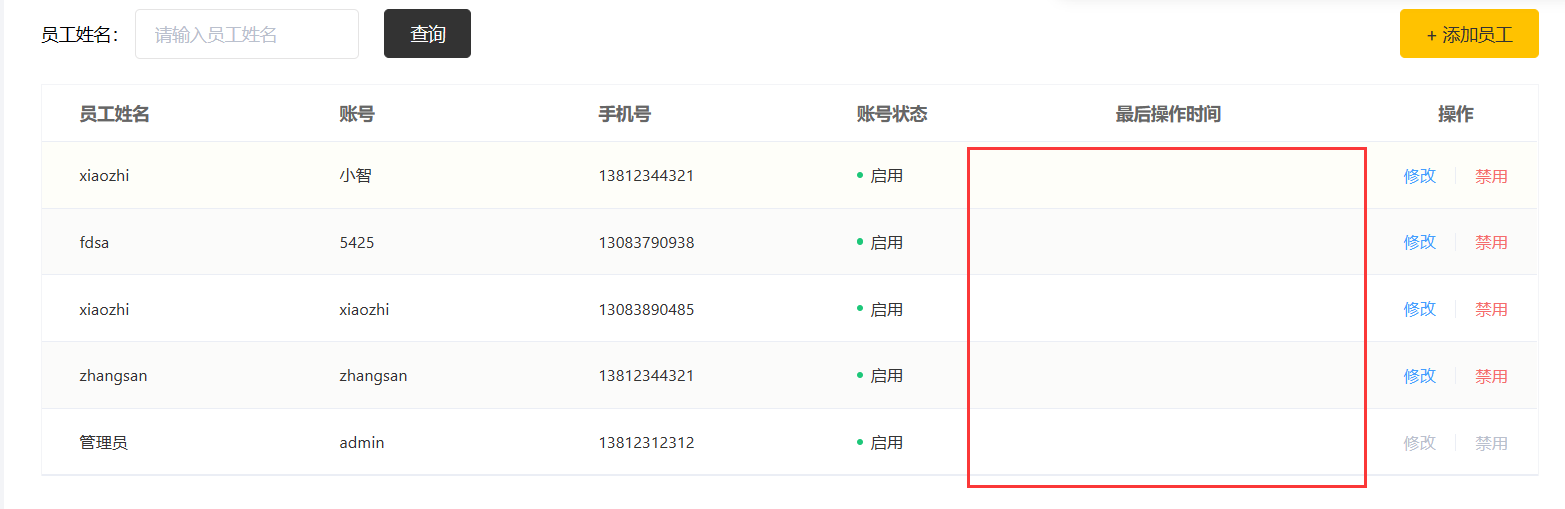 员工姓名： 请输入员工姓名 查询 + 添加员工
员工姓名 账号 手机号 账号状态 最后操作时间 操作
xiaozhi 小智 13812344321 启用 修改 禁用
fdsa 5425 13083790938 启用 修改 禁用
xiaozhi xiaozhi 13083890485 启用 修改 禁用
zhangsan zhangsan 13812344321 启用 修改 禁用
管理员 admin 13812312312 启用 修改 禁用